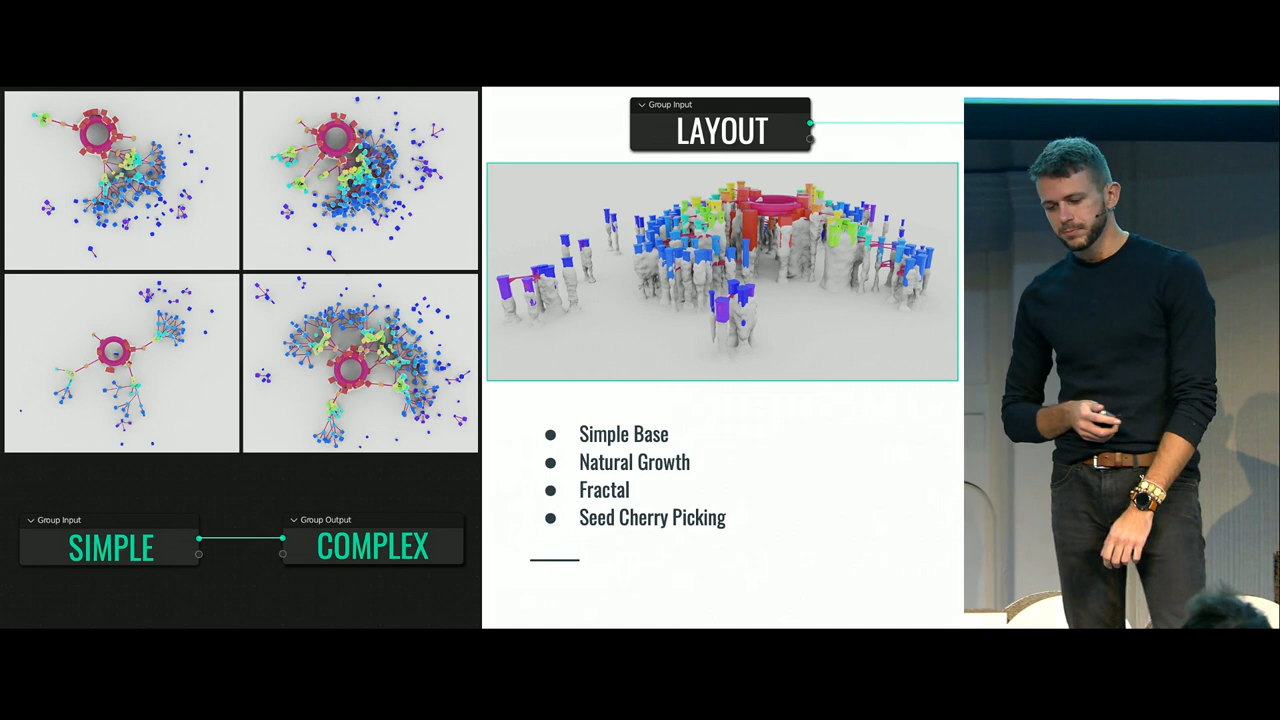 Group Input
SIMPLE
Group Output
COMPLEX
Group Input
LAYOUT
Simple Base
Natural Growth
Fractal
Seed Cherry Picking